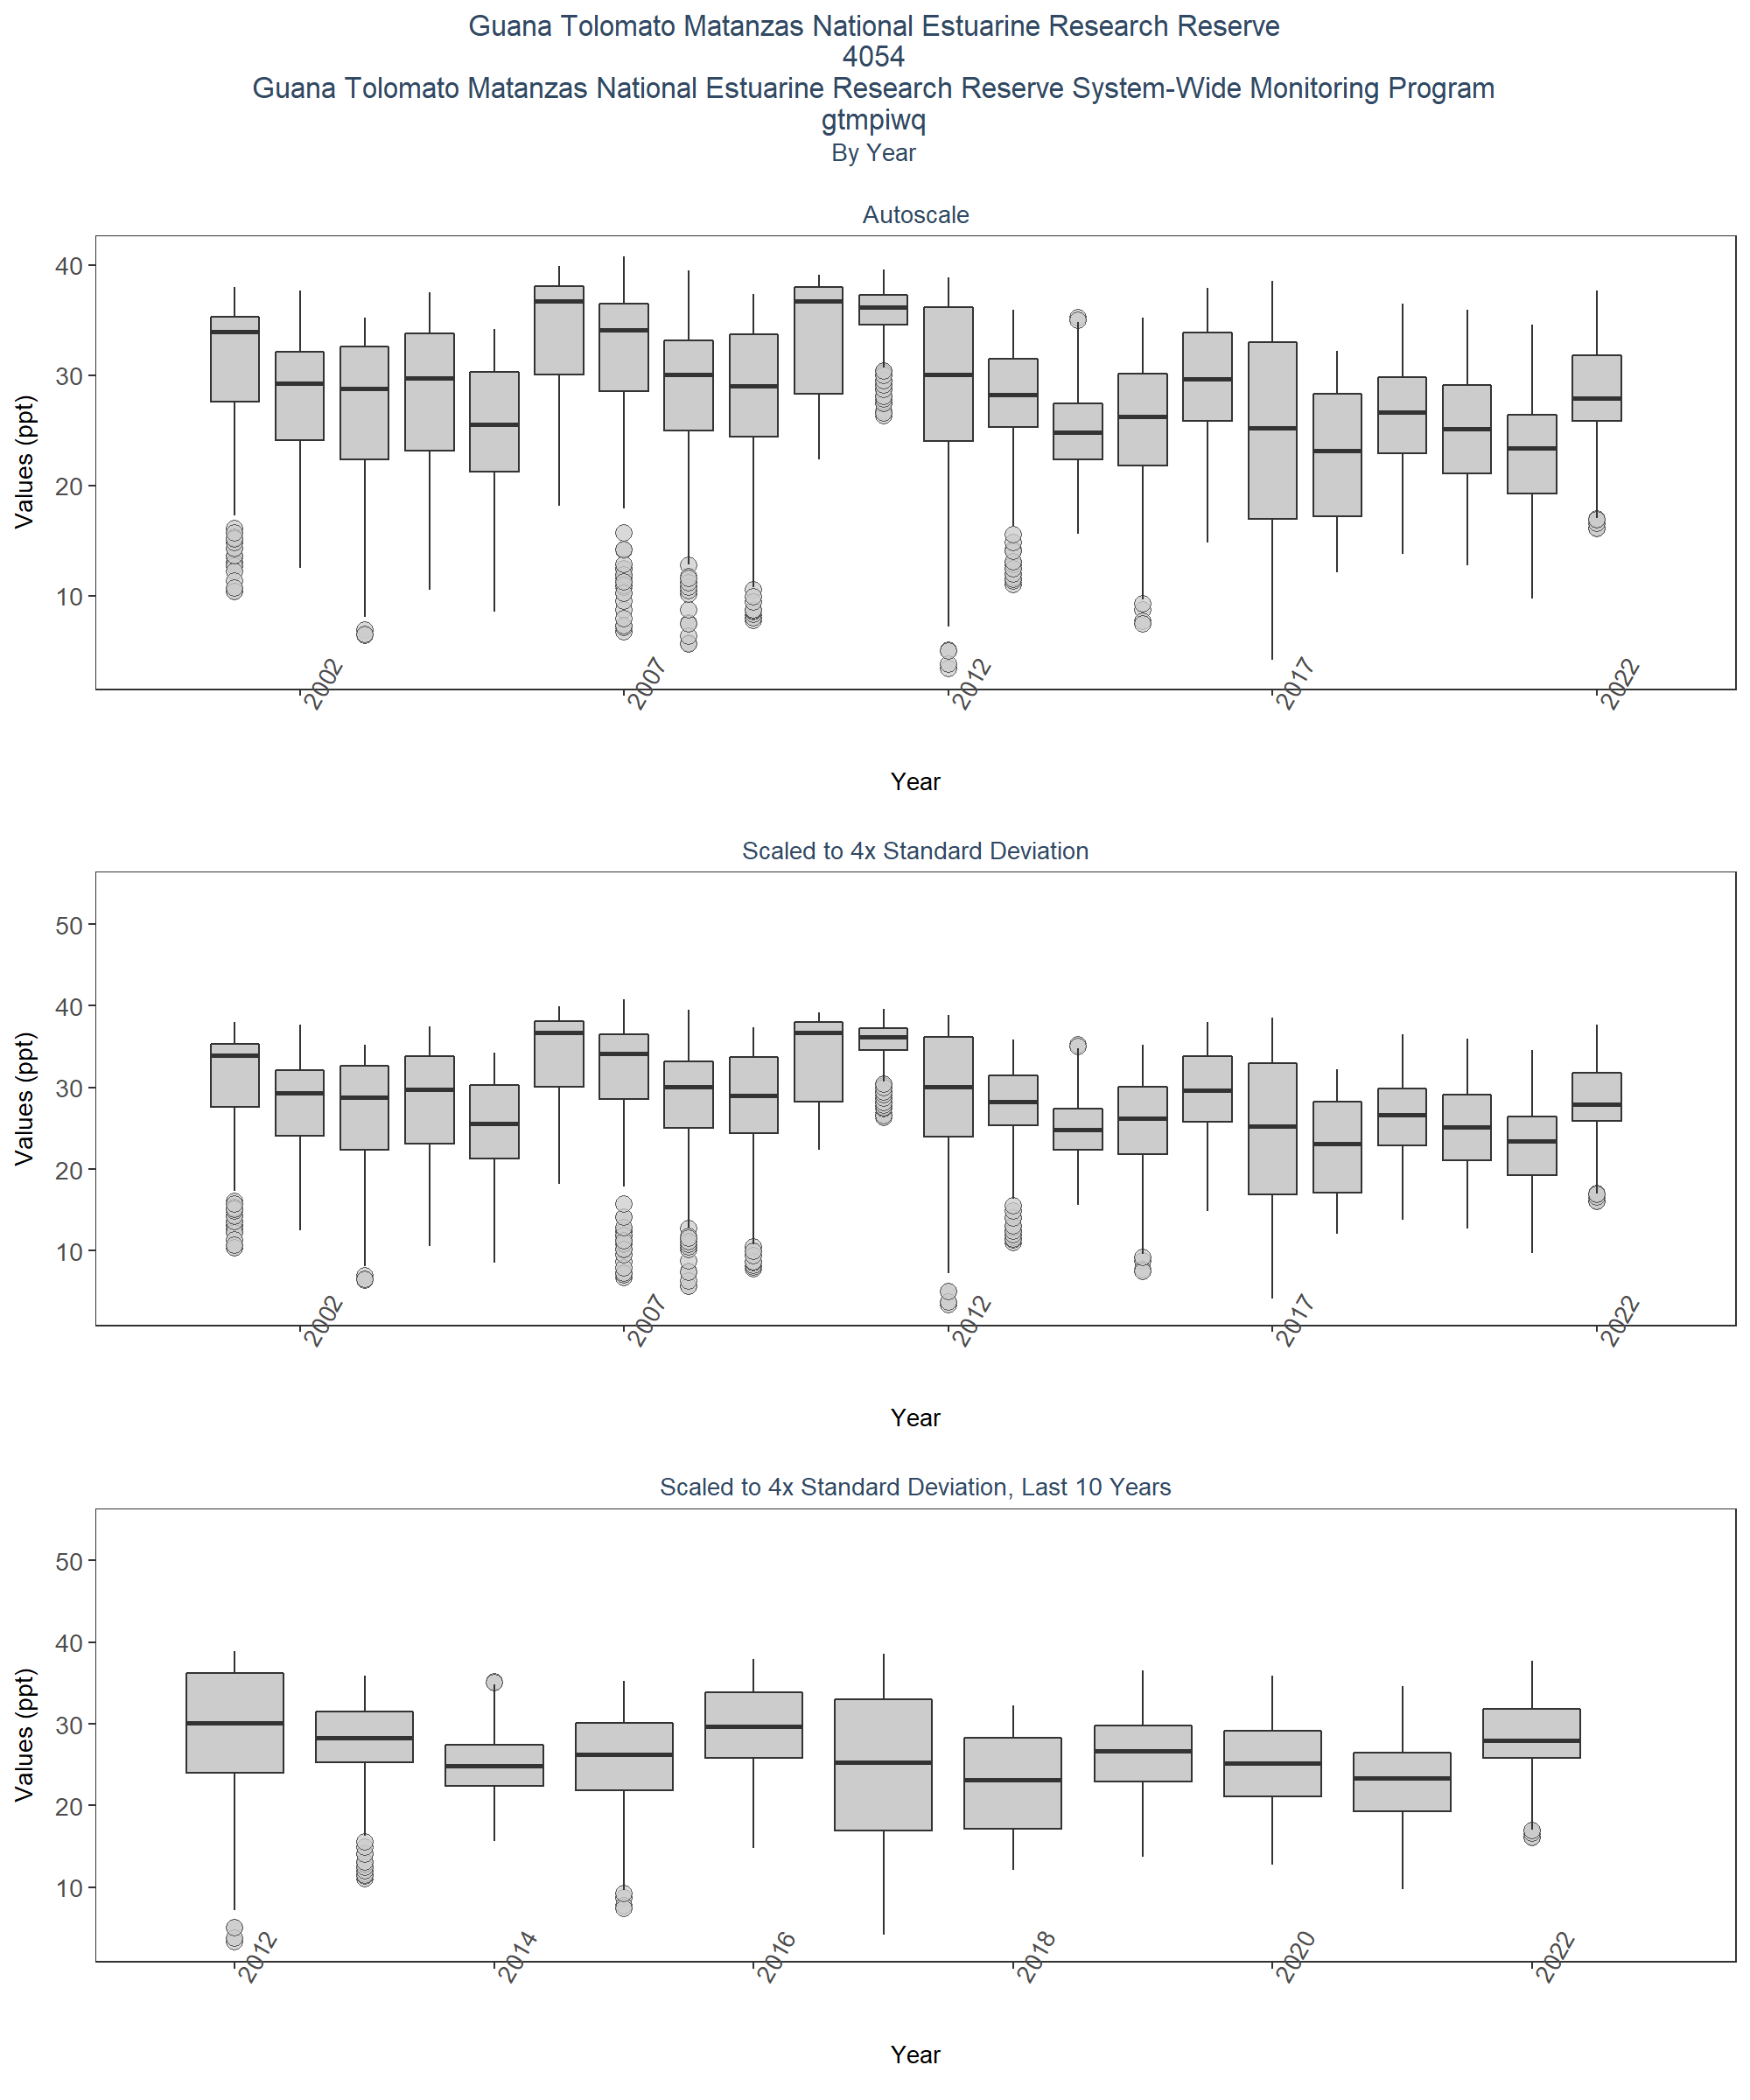 Guana Tolomato Matanzas National Estuarine Research Reserve
4054
Guana Tolomato Matanzas National Estuarine Research Reserve System-Wide Monitoring Program
gtmpiwq
By Year
Autoscale
Values (ppt)
40
30
20
10
2002
2007
2012
2017
2022
Year
Scaled to 4x Standard Deviation
Values (ppt)
50
40
30
20
10
2002
2007
2012
2017
2022
Year
Scaled to 4x Standard Deviation, Last 10 Years
Values (ppt)
50
40
30
20
10
2012
2014
2016
2018
2020
2022
Year